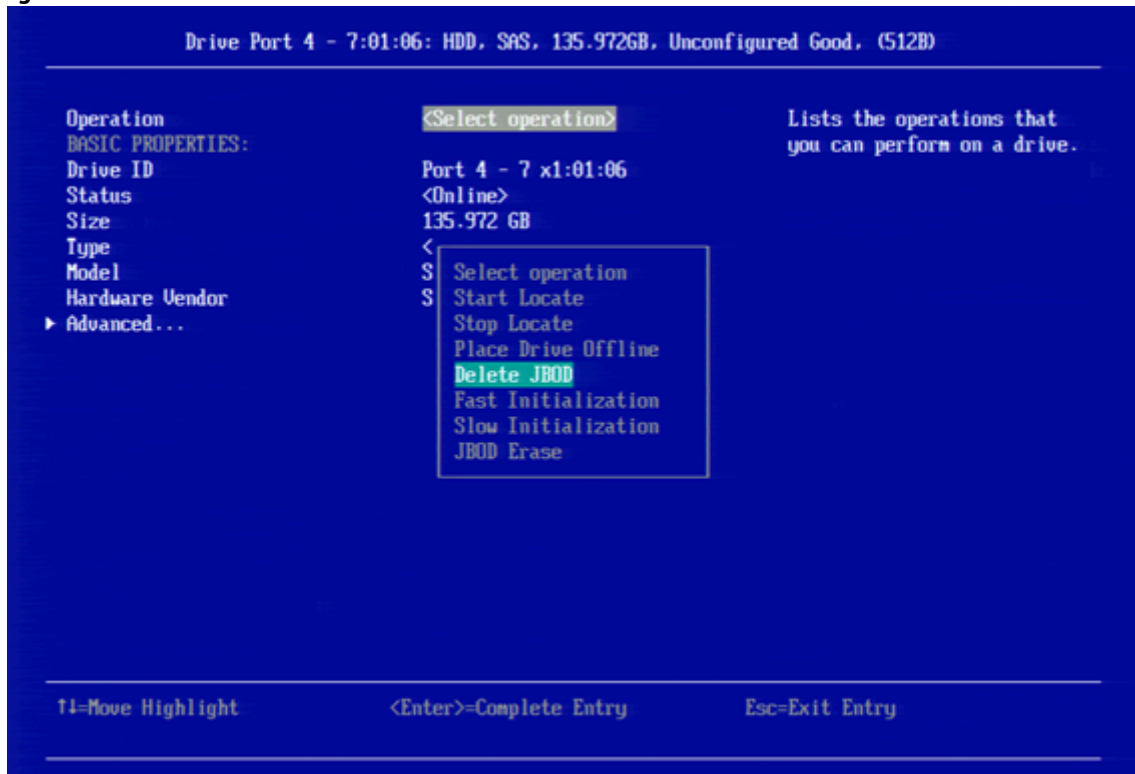 Drive Port 4 - 7:01:06: HDD, SAS, 135.972GB, Unconfigured Good, (512B)
Operation <Select operation> Lists the operations that
BASIC PROPERTIES: you can perform on a drive.
Drive ID Port 4 - 7 x1:01:06
Status <Online>
Size 135.972 GB
Type <
Model S Select operation
Hardware Vendor S Start Locate
► Advanced... Stop Locate
Place Drive Offline
Delete JBOD
Fast Initialization
Slow Initialization
JBOD Erase
↑↓=Move Highlight <Enter>=Complete Entry Esc=Exit Entry